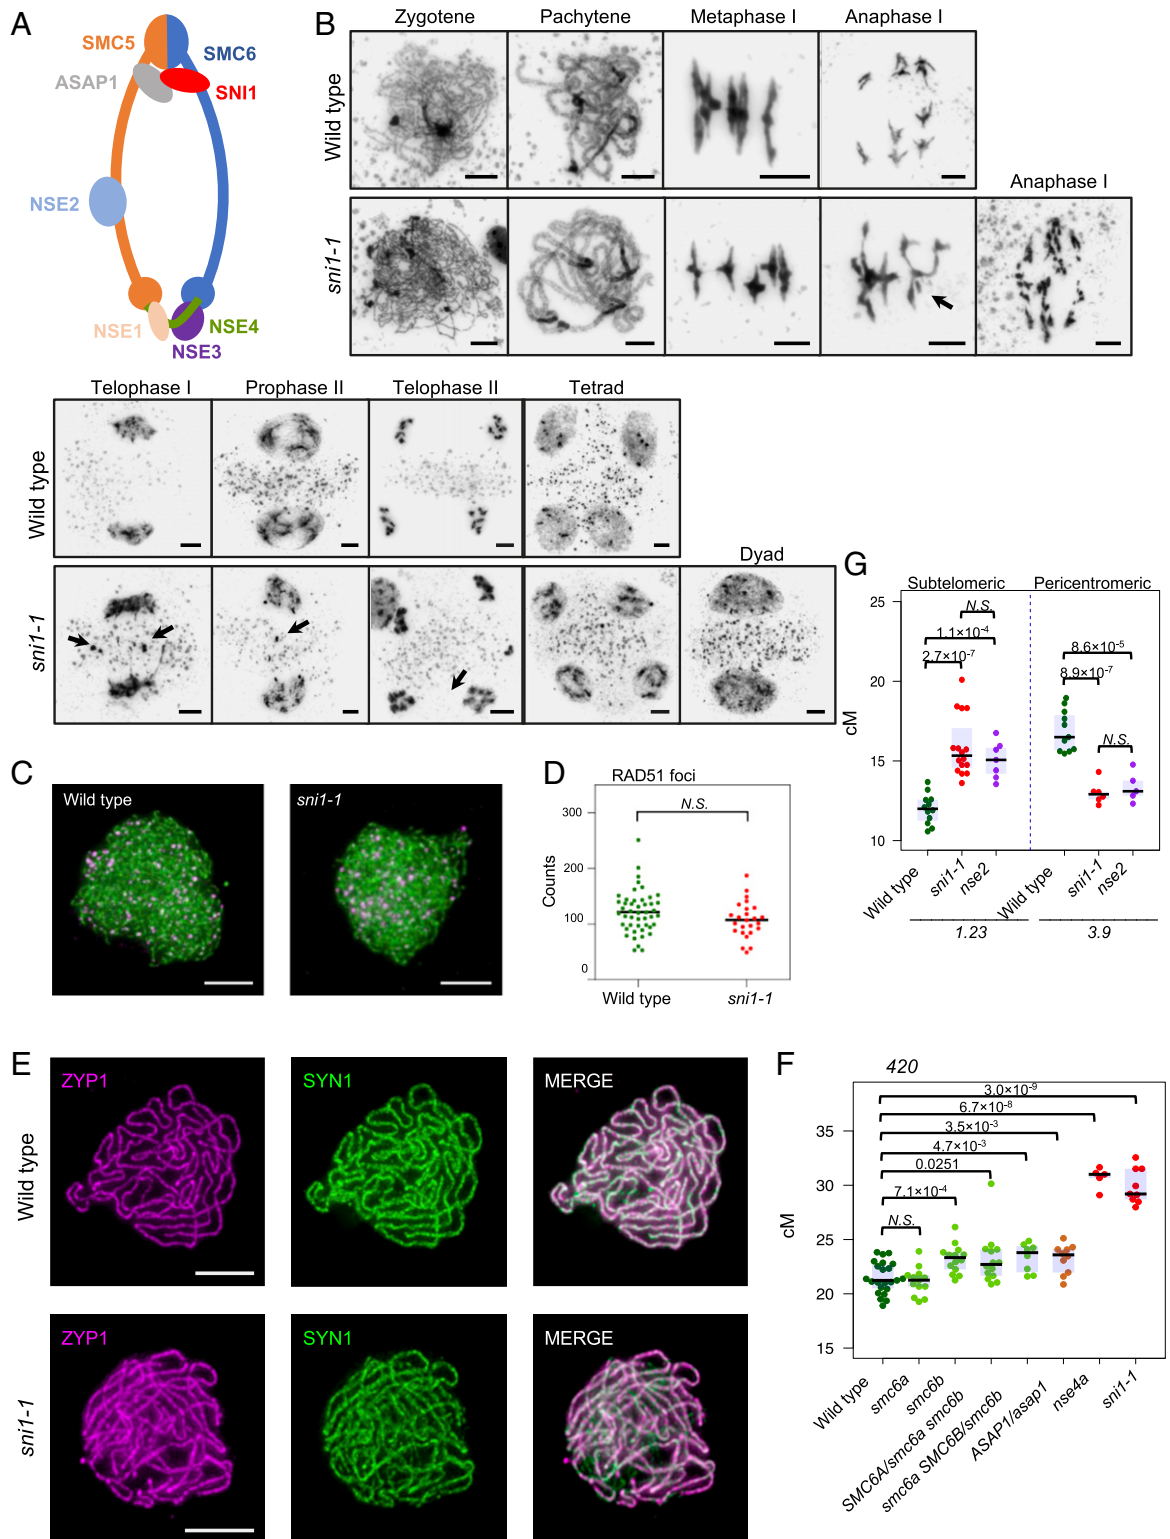 A
SMC5
SMC6
ASAP1
SNI1
NSE2
NSE1
NSE4
NSE3
B
Zygotene
Pachytene
Metaphase I
Anaphase I
Wild type
Anaphase I
sni1-1
Telophase I
Prophase II
Telophase II
Tetrad
Wild type
Dyad
sni1-1
C
Wild type
sni1-1
D
RAD51 foci
N.S.
300
200
100
0
Counts
Wild type
sni1-1
G
Subtelomeric
Pericentromeric
N.S.
1.1×10-4
2.7×10-7
8.6×10-5
8.9×10-7
N.S.
25
20
15
10
cM
Wild type
sni1-1
nse2
Wild type
sni1-1
nse2
1.23
3.9
E
ZYP1
SYN1
MERGE
Wild type
ZYP1
SYN1
MERGE
sni1-1
F
420
3.0×10-9
6.7×10-8
3.5×10-3
4.7×10-3
0.0251
7.1×10-4
N.S.
35
30
25
20
15
cM
Wild type
smc6a
smc6b
SMC6A/smc6a smc6b
smc6a SMC6B/smc6b
ASAP1/asap1
nse4a
sni1-1